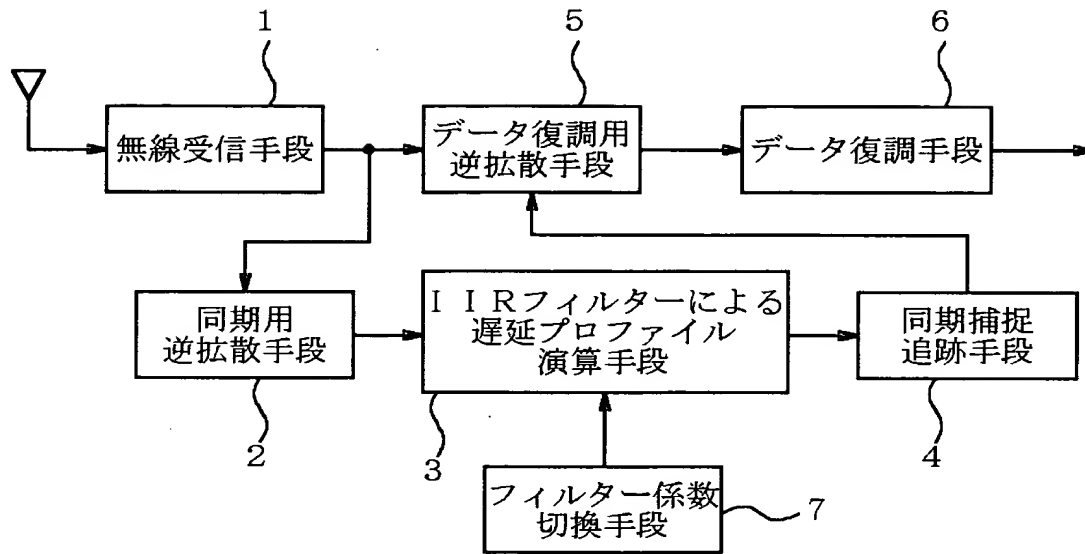 1
5
6
無線受信手段
データ復調用
逆拡散手段
データ復調手段
同期用
逆拡散手段
ＩＩＲフィルターによる
遅延プロファイル
演算手段
同期捕捉
追跡手段
2
3
4
フィルター係数
切換手段
7